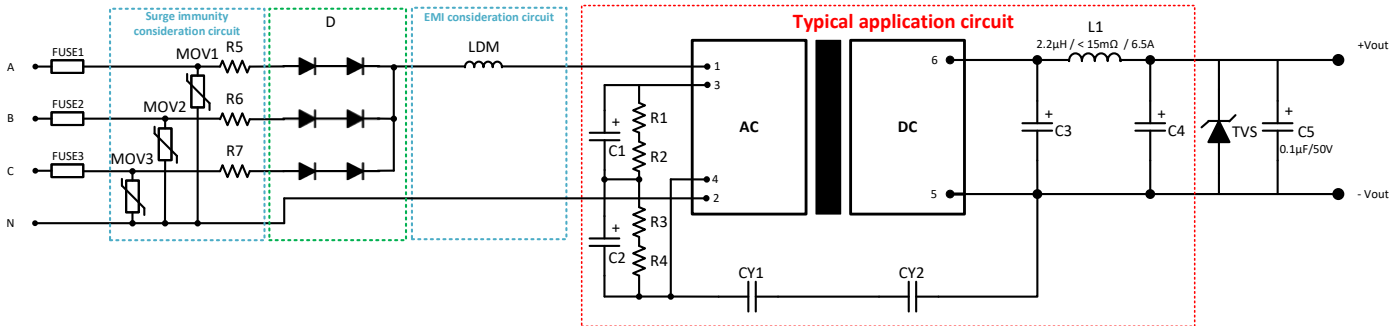 Surge immunity
consideration circuit
D
EMI consideration circuit
Typical application circuit
L1
2.2µH / < 15mΩ / 6.5A
FUSE1
MOV1
R5
LDM
A
1
6
+Vout
3
FUSE2
MOV2
R6
B
R1
AC
DC
C1
R2
C3
C4
TVS
C5
0.1µF/50V
FUSE3
MOV3
R7
C
4
2
5
- Vout
N
R3
C2
R4
CY1
CY2
+
+
+
+
+